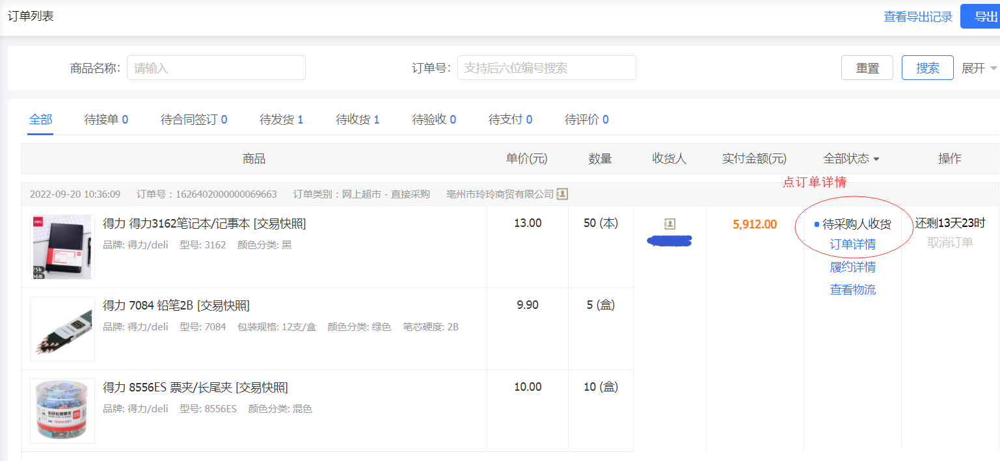 订单列表
查看导出记录 导出
商品名称: 请输入 订单号: 支持后六位编号搜索 重置 搜索 展开
全部 待接单 0 待合同签订 0 待发货 1 待收货 1 待验收 0 待支付 0 待评价 0
商品 单价(元) 数量 收货人 实付金额(元) 全部状态 操作
点订单详情
2022-09-20 10:36:09 订单号：1626402000000069663 订单类别：网上超市 - 直接采购 亳州市玲玲商贸有限公司
得力 得力3162笔记本/记事本 [交易快照] 13.00 50 (本) 5,912.00 待采购人收货 还剩13天23时
品牌: 得力/deli 型号: 3162 颜色分类: 黑 订单详情 取消订单
履约详情
查看物流
得力 7084 铅笔2B [交易快照] 9.90 5 (盒)
品牌: 得力/deli 型号: 7084 包装规格: 12支/盒 颜色分类: 绿色 笔芯硬度: 2B
得力 8556ES 票夹/长尾夹 [交易快照] 10.00 10 (盒)
品牌: 得力/deli 型号: 8556ES 颜色分类: 混色